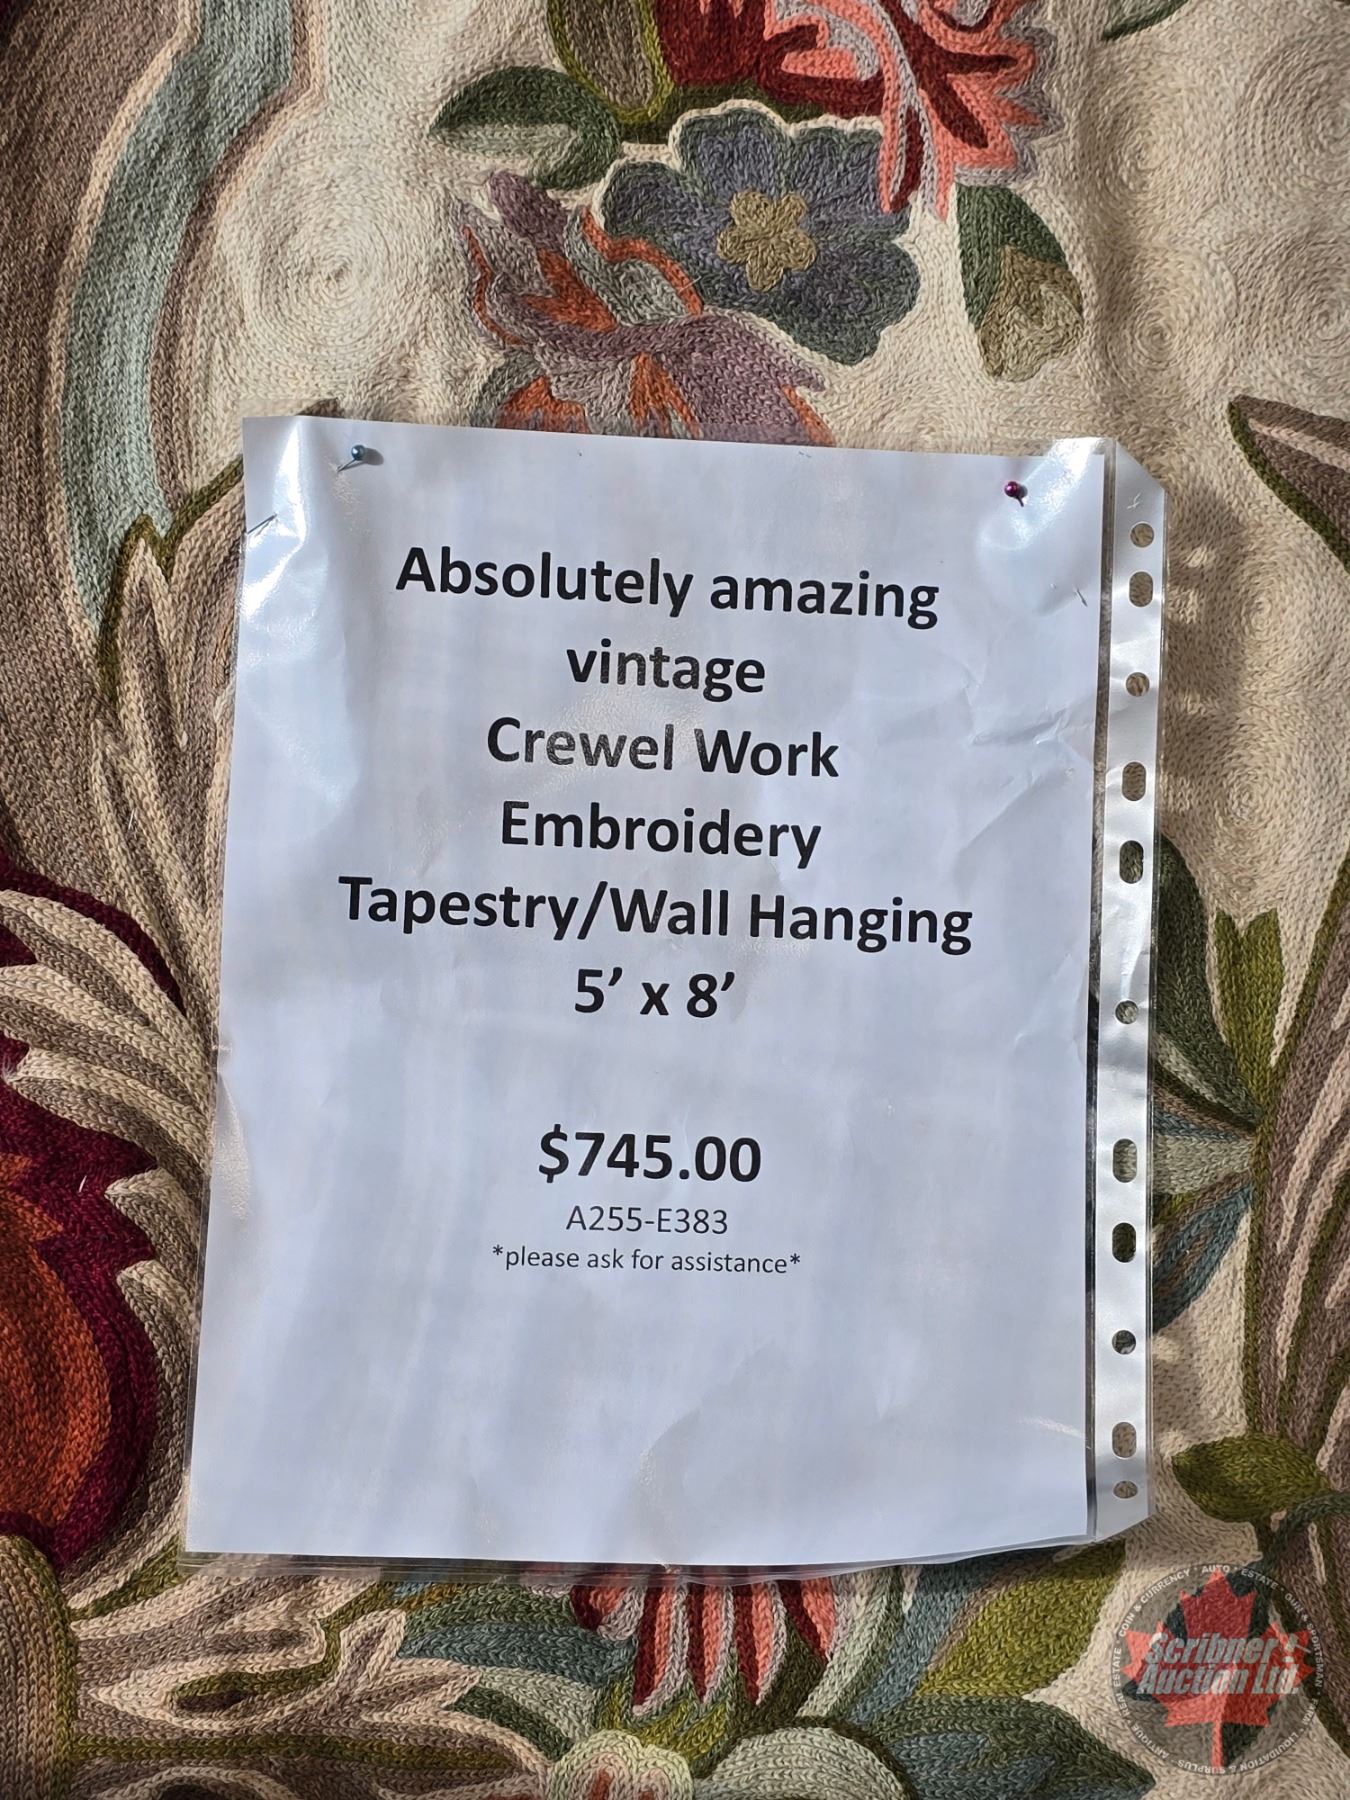 Absolutely amazing
vintage
Crewel Work
Embroidery
Tapestry/Wall Hanging
5’ x 8’
$745.00
A255-E383
*please ask for assistance*
Scribner
Auction Ltd.